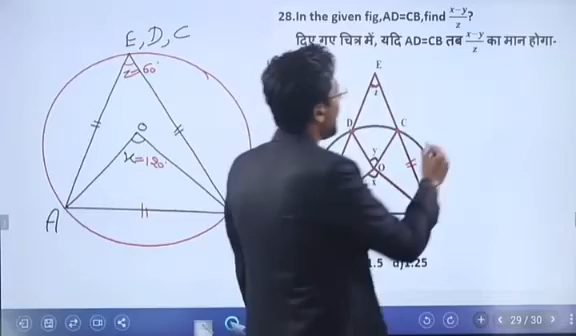 28.In the given fig,AD=CB,find x−y/z?
दिए गए चित्र में, यदि AD=CB तब x−y/z का मान होगा-
E, D, C
z=60°
O
x=120°
A
E
z
D
C
y
O
x
1.5 d)1.25
29 / 30